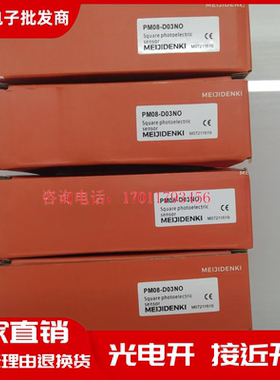 电子批发商
MEIJIDENKI
PM08-D03NO
Square photoelectric
sensor
MEIJIDENKI
PM08-D03NO
Square photoelectric
sensor
MEIJIDENKI
咨询电话：
PM08-D03NO
Square photoelectric
sensor
MEIJIDENKI
PM08-D03NO
Square photoelectric
sensor
家直销
理由退换货
光电开
接近开